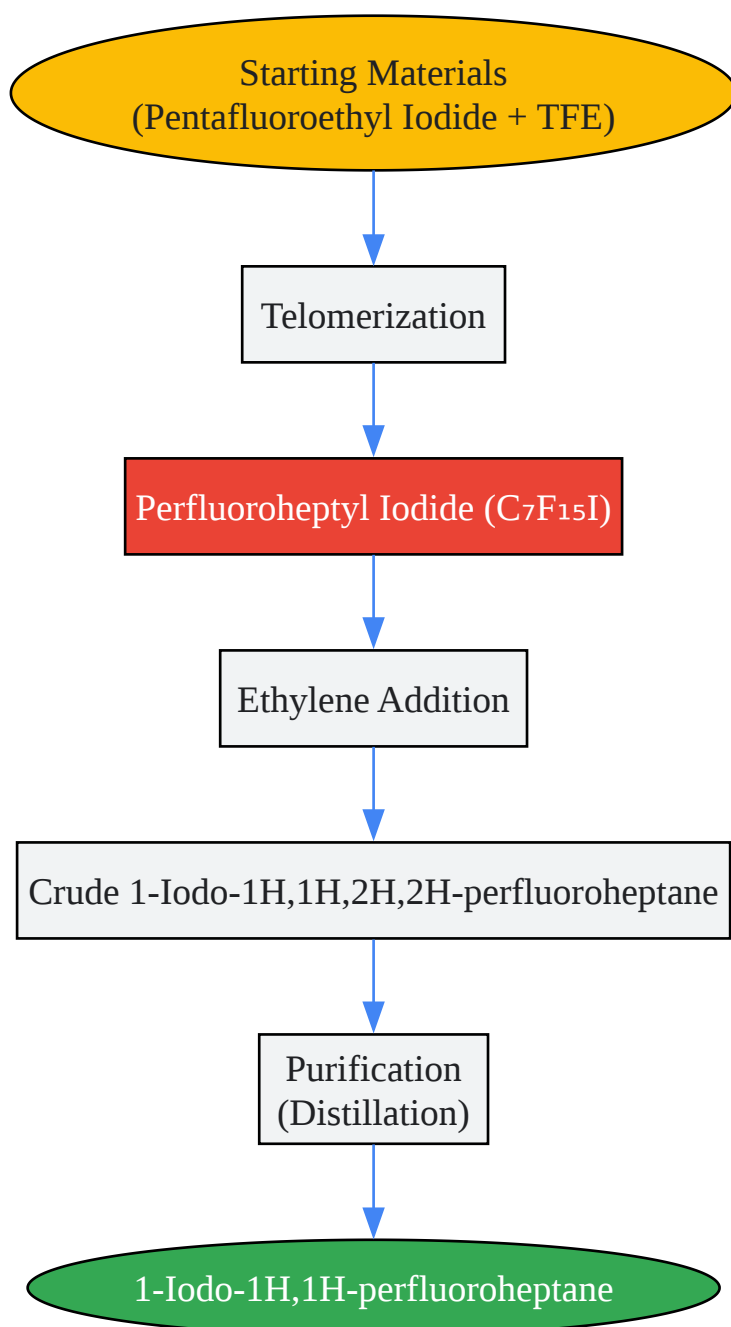 Starting Materials
(Pentafluoroethyl Iodide + TFE)
Telomerization
Perfluoroheptyl Iodide (C₇F₁₅I)
Ethylene Addition
Crude 1-Iodo-1H,1H,2H,2H-perfluoroheptane
Purification
(Distillation)
1-Iodo-1H,1H-perfluoroheptane